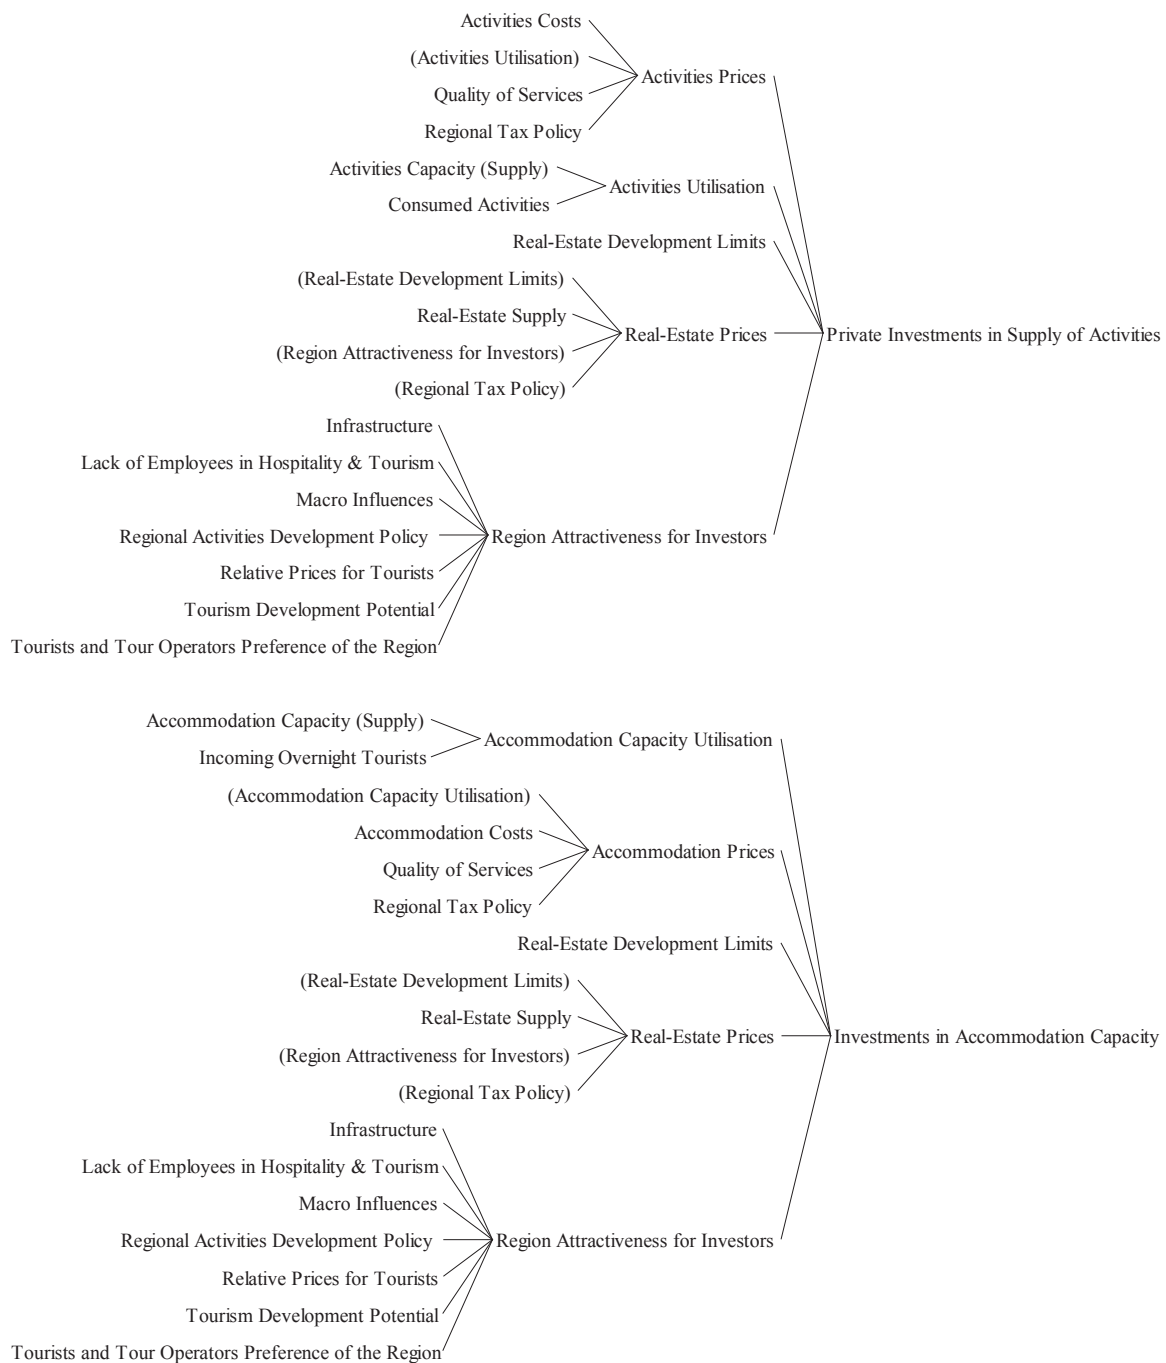 Activities Costs
(Activities Utilisation)
Quality of Services
Regional Tax Policy
Activities Prices
Activities Capacity (Supply)
Consumed Activities
Activities Utilisation
Real-Estate Development Limits
(Real-Estate Development Limits)
Real-Estate Supply
(Region Attractiveness for Investors)
(Regional Tax Policy)
Real-Estate Prices
Private Investments in Supply of Activities
Infrastructure
Lack of Employees in Hospitality & Tourism
Macro Influences
Regional Activities Development Policy
Relative Prices for Tourists
Tourism Development Potential
Tourists and Tour Operators Preference of the Region
Region Attractiveness for Investors
Accommodation Capacity (Supply)
Incoming Overnight Tourists
Accommodation Capacity Utilisation
(Accommodation Capacity Utilisation)
Accommodation Costs
Quality of Services
Regional Tax Policy
Accommodation Prices
Real-Estate Development Limits
(Real-Estate Development Limits)
Real-Estate Supply
(Region Attractiveness for Investors)
(Regional Tax Policy)
Real-Estate Prices
Investments in Accommodation Capacity
Infrastructure
Lack of Employees in Hospitality & Tourism
Macro Influences
Regional Activities Development Policy
Relative Prices for Tourists
Tourism Development Potential
Tourists and Tour Operators Preference of the Region
Region Attractiveness for Investors